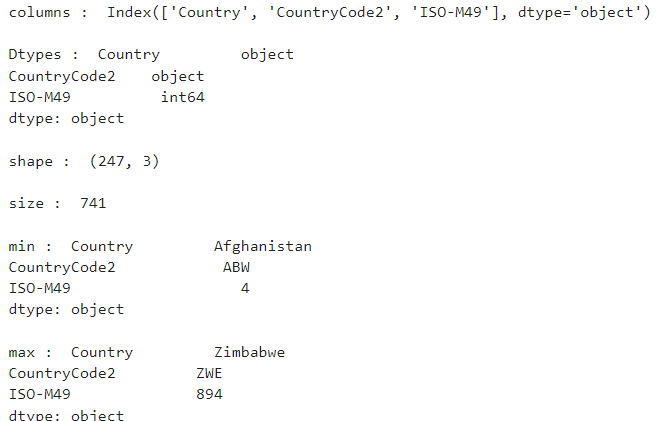 columns :  Index(['Country', 'CountryCode2', 'ISO-M49'], dtype='object')
Dtypes :  Country          object
CountryCode2    object
ISO-M49           int64
dtype: object
shape :  (247, 3)
size :  741
min :  Country          Afghanistan
CountryCode2             ABW
ISO-M49                    4
dtype: object
max :  Country          Zimbabwe
CountryCode2          ZWE
ISO-M49               894
dtype: object